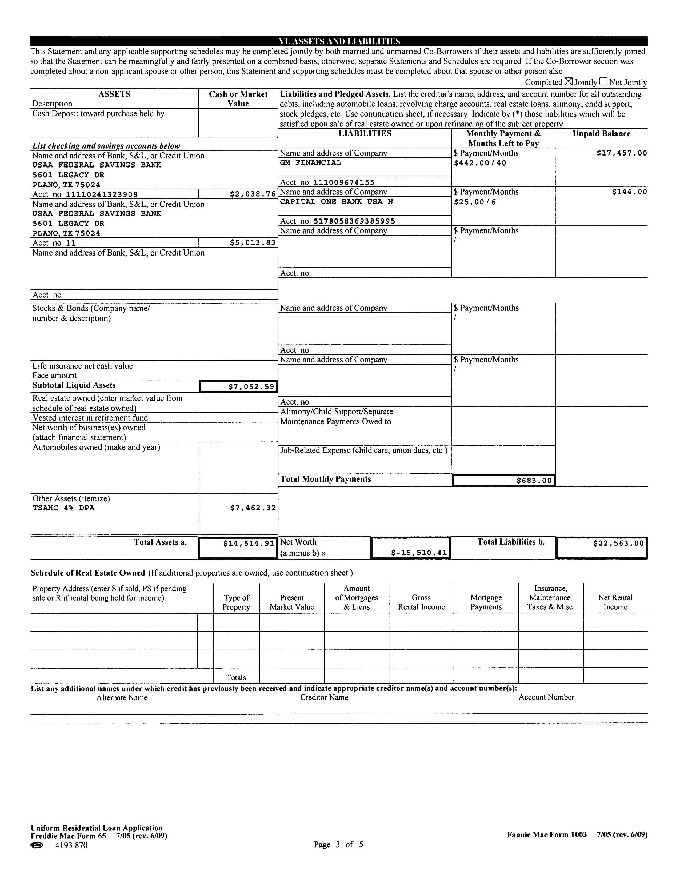 VI. ASSETS AND LIABILITIES
This Statement and any applicable supporting schedules may be completed jointly by both married and unmarried Co-Borrowers if their assets and liabilities are sufficiently joined
so that the Statement can be meaningfully and fairly presented on a combined basis, otherwise, separate Statements and Schedules are required. If the Co-Borrower section was
completed about a non applicant spouse or other person, this Statement and supporting schedules must be completed about that spouse or other person also
Completed ☒ Jointly ☐ Not Jointly
ASSETS
Description
Cash or Market
Value
Cash Deposit toward purchase held by
List checking and savings accounts below
Name and address of Bank, S&L, or Credit Union
USAA FEDERAL SAVINGS BANK
5601 LEGACY DR
PLANO, TX 75024
Acct no 11110241323908 $2,038.76
Name and address of Bank, S&L, or Credit Union
USAA FEDERAL SAVINGS BANK
5601 LEGACY DR
PLANO, TX 75024
Acct no 11 $5,013.83
Name and address of Bank, S&L, or Credit Union
Acct no
Stocks & Bonds (Company name/
number & description)
Life insurance net cash value
Face amount
Subtotal Liquid Assets $7,052.59
Real estate owned (enter market value from
schedule of real estate owned)
Vested interest in retirement fund
Net worth of business(es) owned
(attach financial statement)
Automobiles owned (make and year)
Other Assets (itemize)
TSAHC 4% DPA $7,462.32
Total Assets a. $14,514.91
Liabilities and Pledged Assets. List the creditor's name, address, and account number for all outstanding
debts, including automobile loans, revolving charge accounts, real estate loans, alimony, child support,
stock pledges, etc. Use continuation sheet, if necessary Indicate by (*) those liabilities which will be
satisfied upon sale of real estate owned or upon refinancing of the subject property
LIABILITIES
Monthly Payment &
Months Left to Pay
Unpaid Balance
Name and address of Company $ Payment/Months $17,457.00
GM FINANCIAL $442.00/40
Acct no 111009674155
Name and address of Company $ Payment/Months $144.00
CAPITAL ONE BANK USA N $25.00/6
Acct no 5178058369385995
Name and address of Company $ Payment/Months
/
Acct. no
Name and address of Company $ Payment/Months
/
Acct. no
Name and address of Company $ Payment/Months
/
Acct. no
Alimony/Child Support/Separate
Maintenance Payments Owed to
Job-Related Expense (child care, union dues, etc.)
Total Monthly Payments $683.00
Net Worth
(a minus b) » $-15,510.41
Total Liabilities b. $22,563.00
Schedule of Real Estate Owned (If additional properties are owned, use continuation sheet.)
Property Address (enter S if sold, PS if pending
sale or R if rental being held for income)
Type of
Property
Present
Market Value
Amount
of Mortgages
& Liens
Gross
Rental Income
Mortgage
Payments
Insurance,
Maintenance,
Taxes & Misc
Net Rental
Income
Totals
List any additional names under which credit has previously been received and indicate appropriate creditor name(s) and account number(s):
Alternate Name Creditor Name Account Number
Uniform Residential Loan Application
Freddie Mac Form 65 7/05 (rev. 6/09)
4193 870
Page 3 of 5
Fannie Mae Form 1003 7/05 (rev. 6/09)